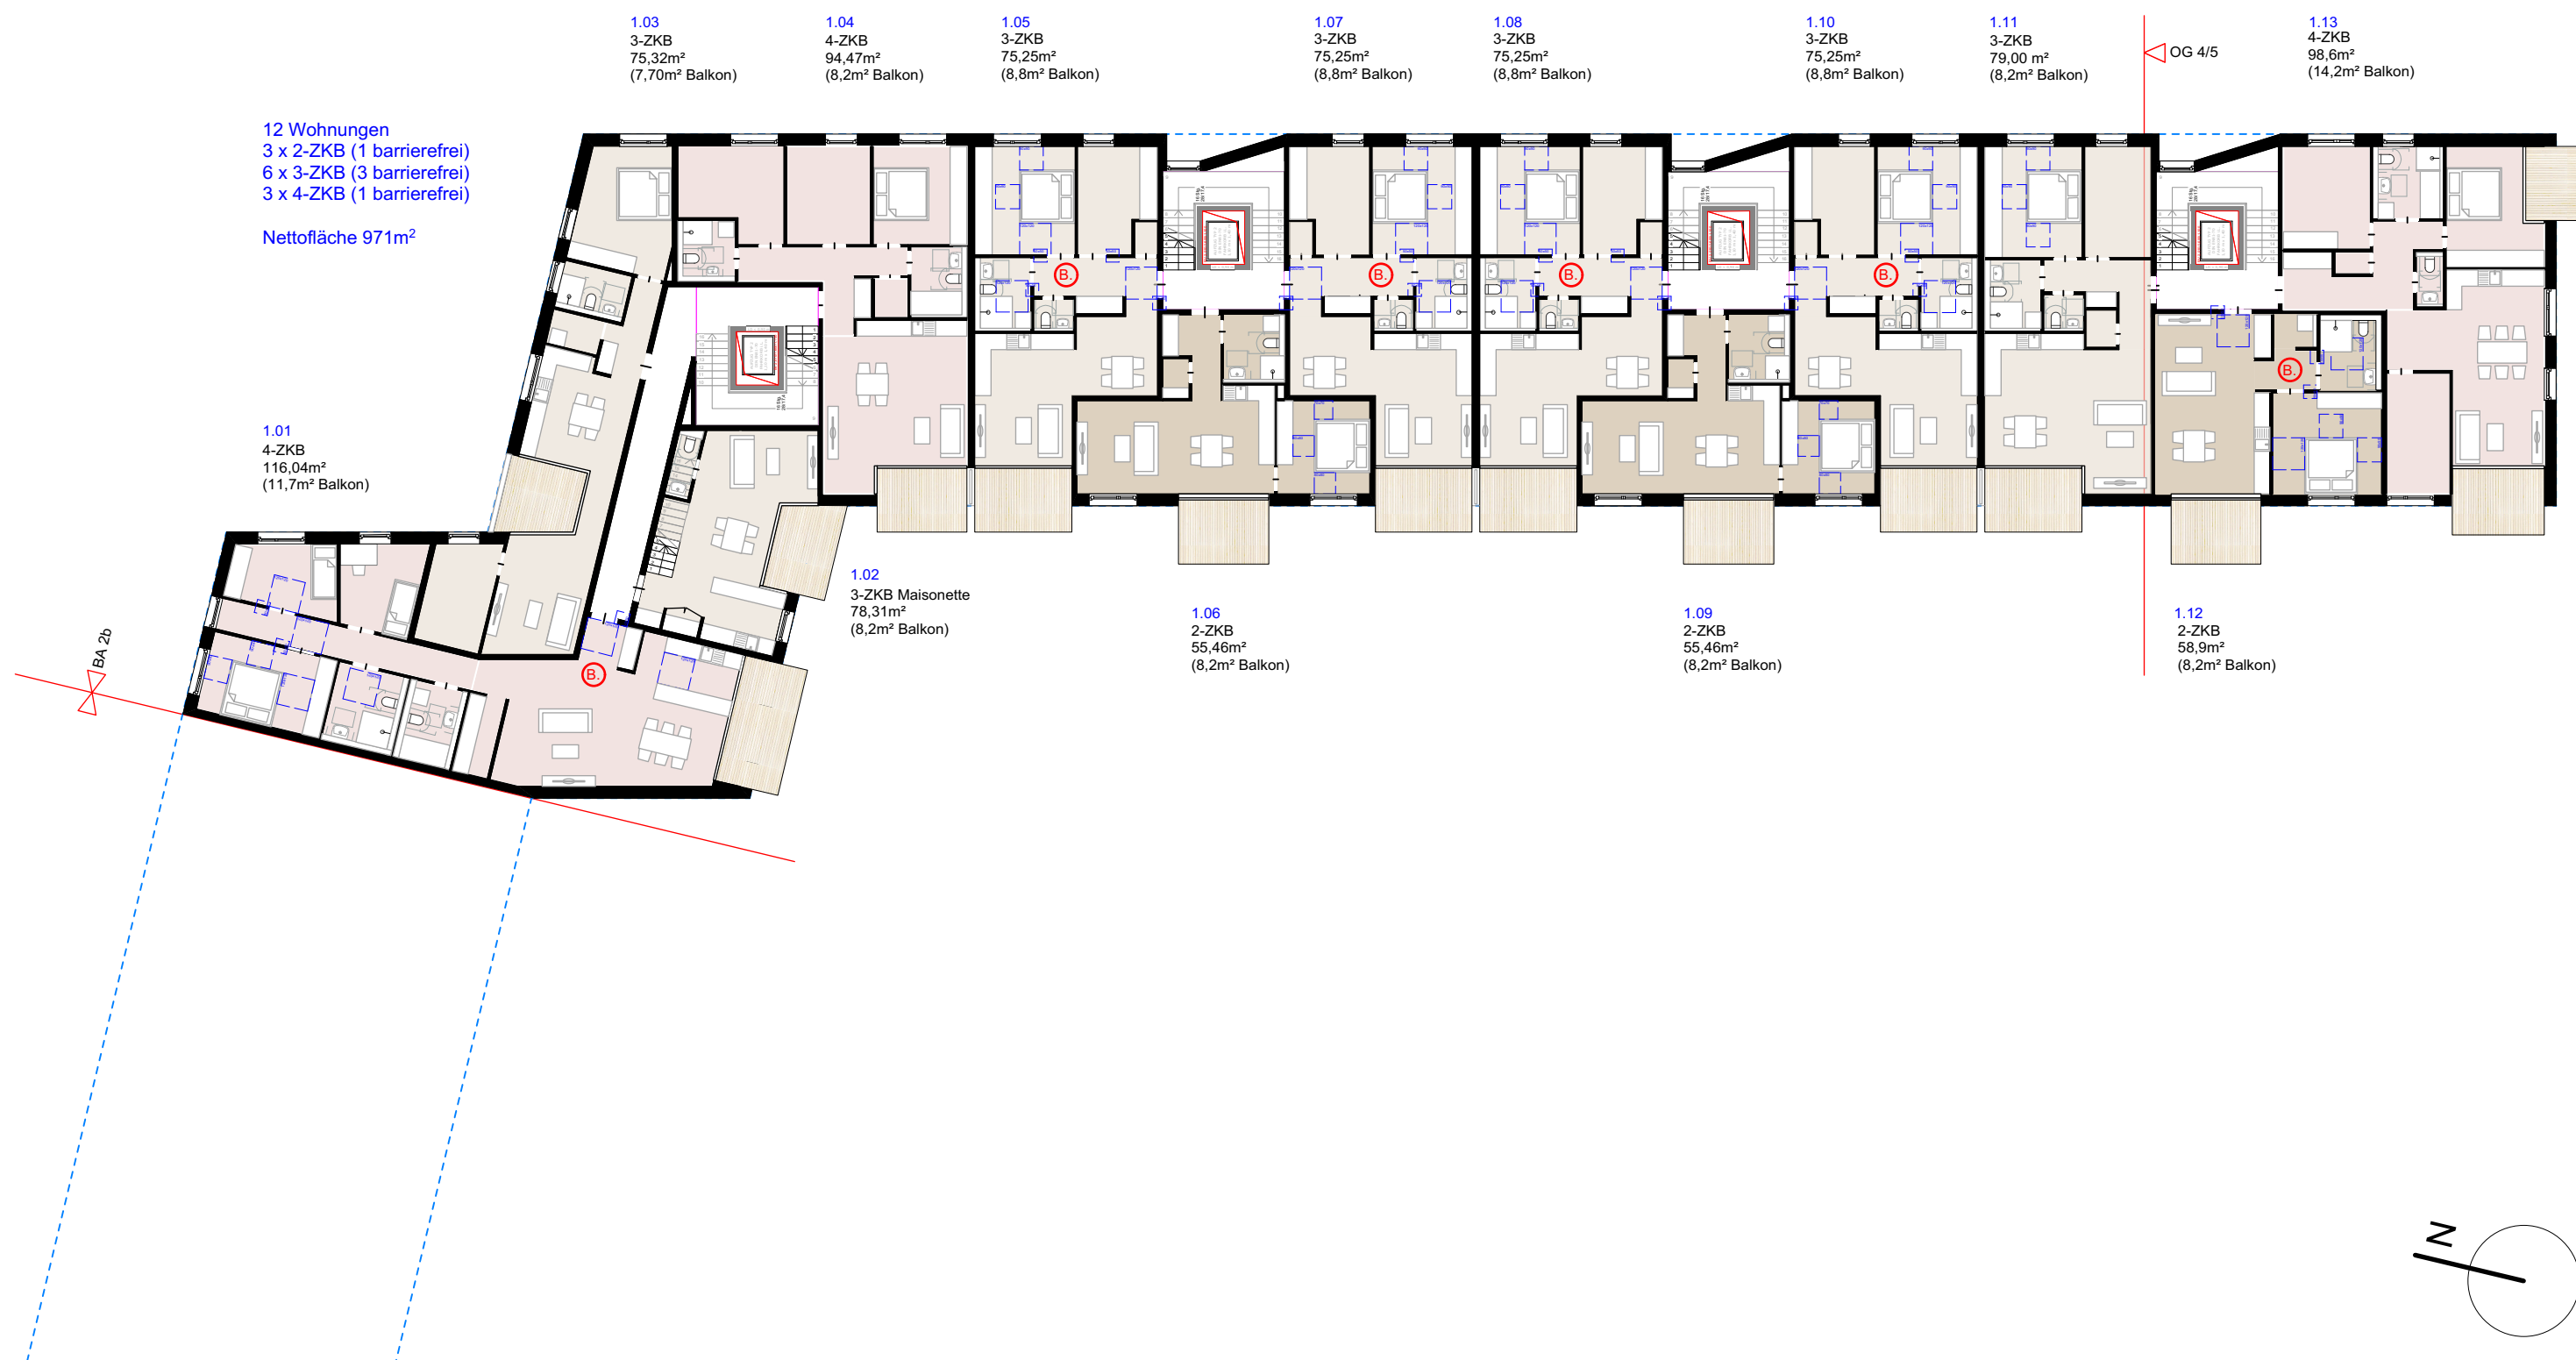 1.03
3-ZKB
75,32m²
(7,70m² Balkon)
1.04
4-ZKB
94,47m²
(8,2m² Balkon)
1.05
3-ZKB
75,25m²
(8,8m² Balkon)
1.07
3-ZKB
75,25m²
(8,8m² Balkon)
1.08
3-ZKB
75,25m²
(8,8m² Balkon)
1.10
3-ZKB
75,25m²
(8,8m² Balkon)
1.11
3-ZKB
79,00 m²
(8,2m² Balkon)
OG 4/5
1.13
4-ZKB
98,6m²
(14,2m² Balkon)
12 Wohnungen
3 x 2-ZKB (1 barrierefrei)
6 x 3-ZKB (3 barrierefrei)
3 x 4-ZKB (1 barrierefrei)
Nettofläche 971m²
B.
B.
B.
B.
B.
1.01
4-ZKB
116,04m²
(11,7m² Balkon)
1.02
3-ZKB Maisonette
78,31m²
(8,2m² Balkon)
1.06
2-ZKB
55,46m²
(8,2m² Balkon)
1.09
2-ZKB
55,46m²
(8,2m² Balkon)
1.12
2-ZKB
58,9m²
(8,2m² Balkon)
BA 2b
B.
N